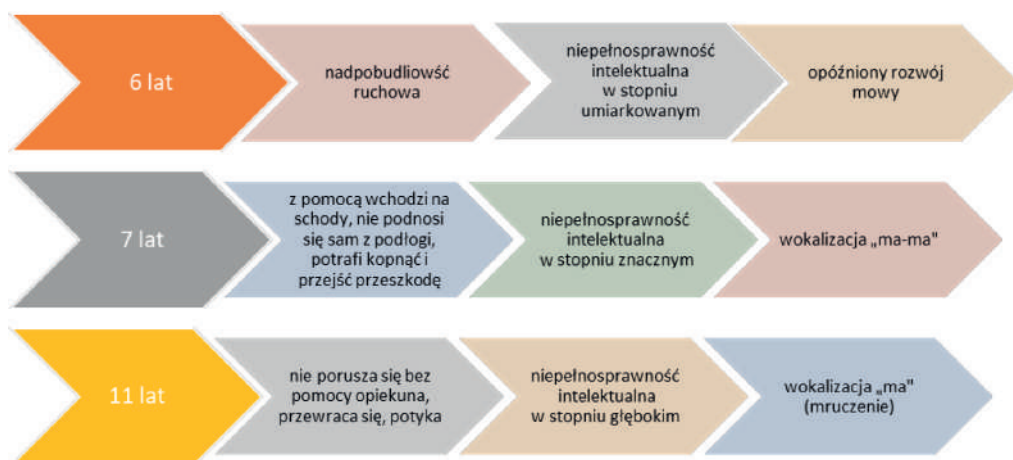 6 lat
nadpobudliwść
ruchowa
niepełnosprawność
intelektualna
w stopniu
umiarkowanym
opóźniony rozwój
mowy
7 lat
z pomocą wchodzi na
schody, nie podnosi
się sam z podłogi,
potrafi kopnąć i
przejść przeszkodę
niepełnosprawność
intelektualna
w stopniu znacznym
wokalizacja „ma-ma"
11 lat
nie porusza się bez
pomocy opiekuna,
przewraca się, potyka
niepełnosprawność
intelektualna
w stopniu głębokim
wokalizacja „ma"
(mruczenie)